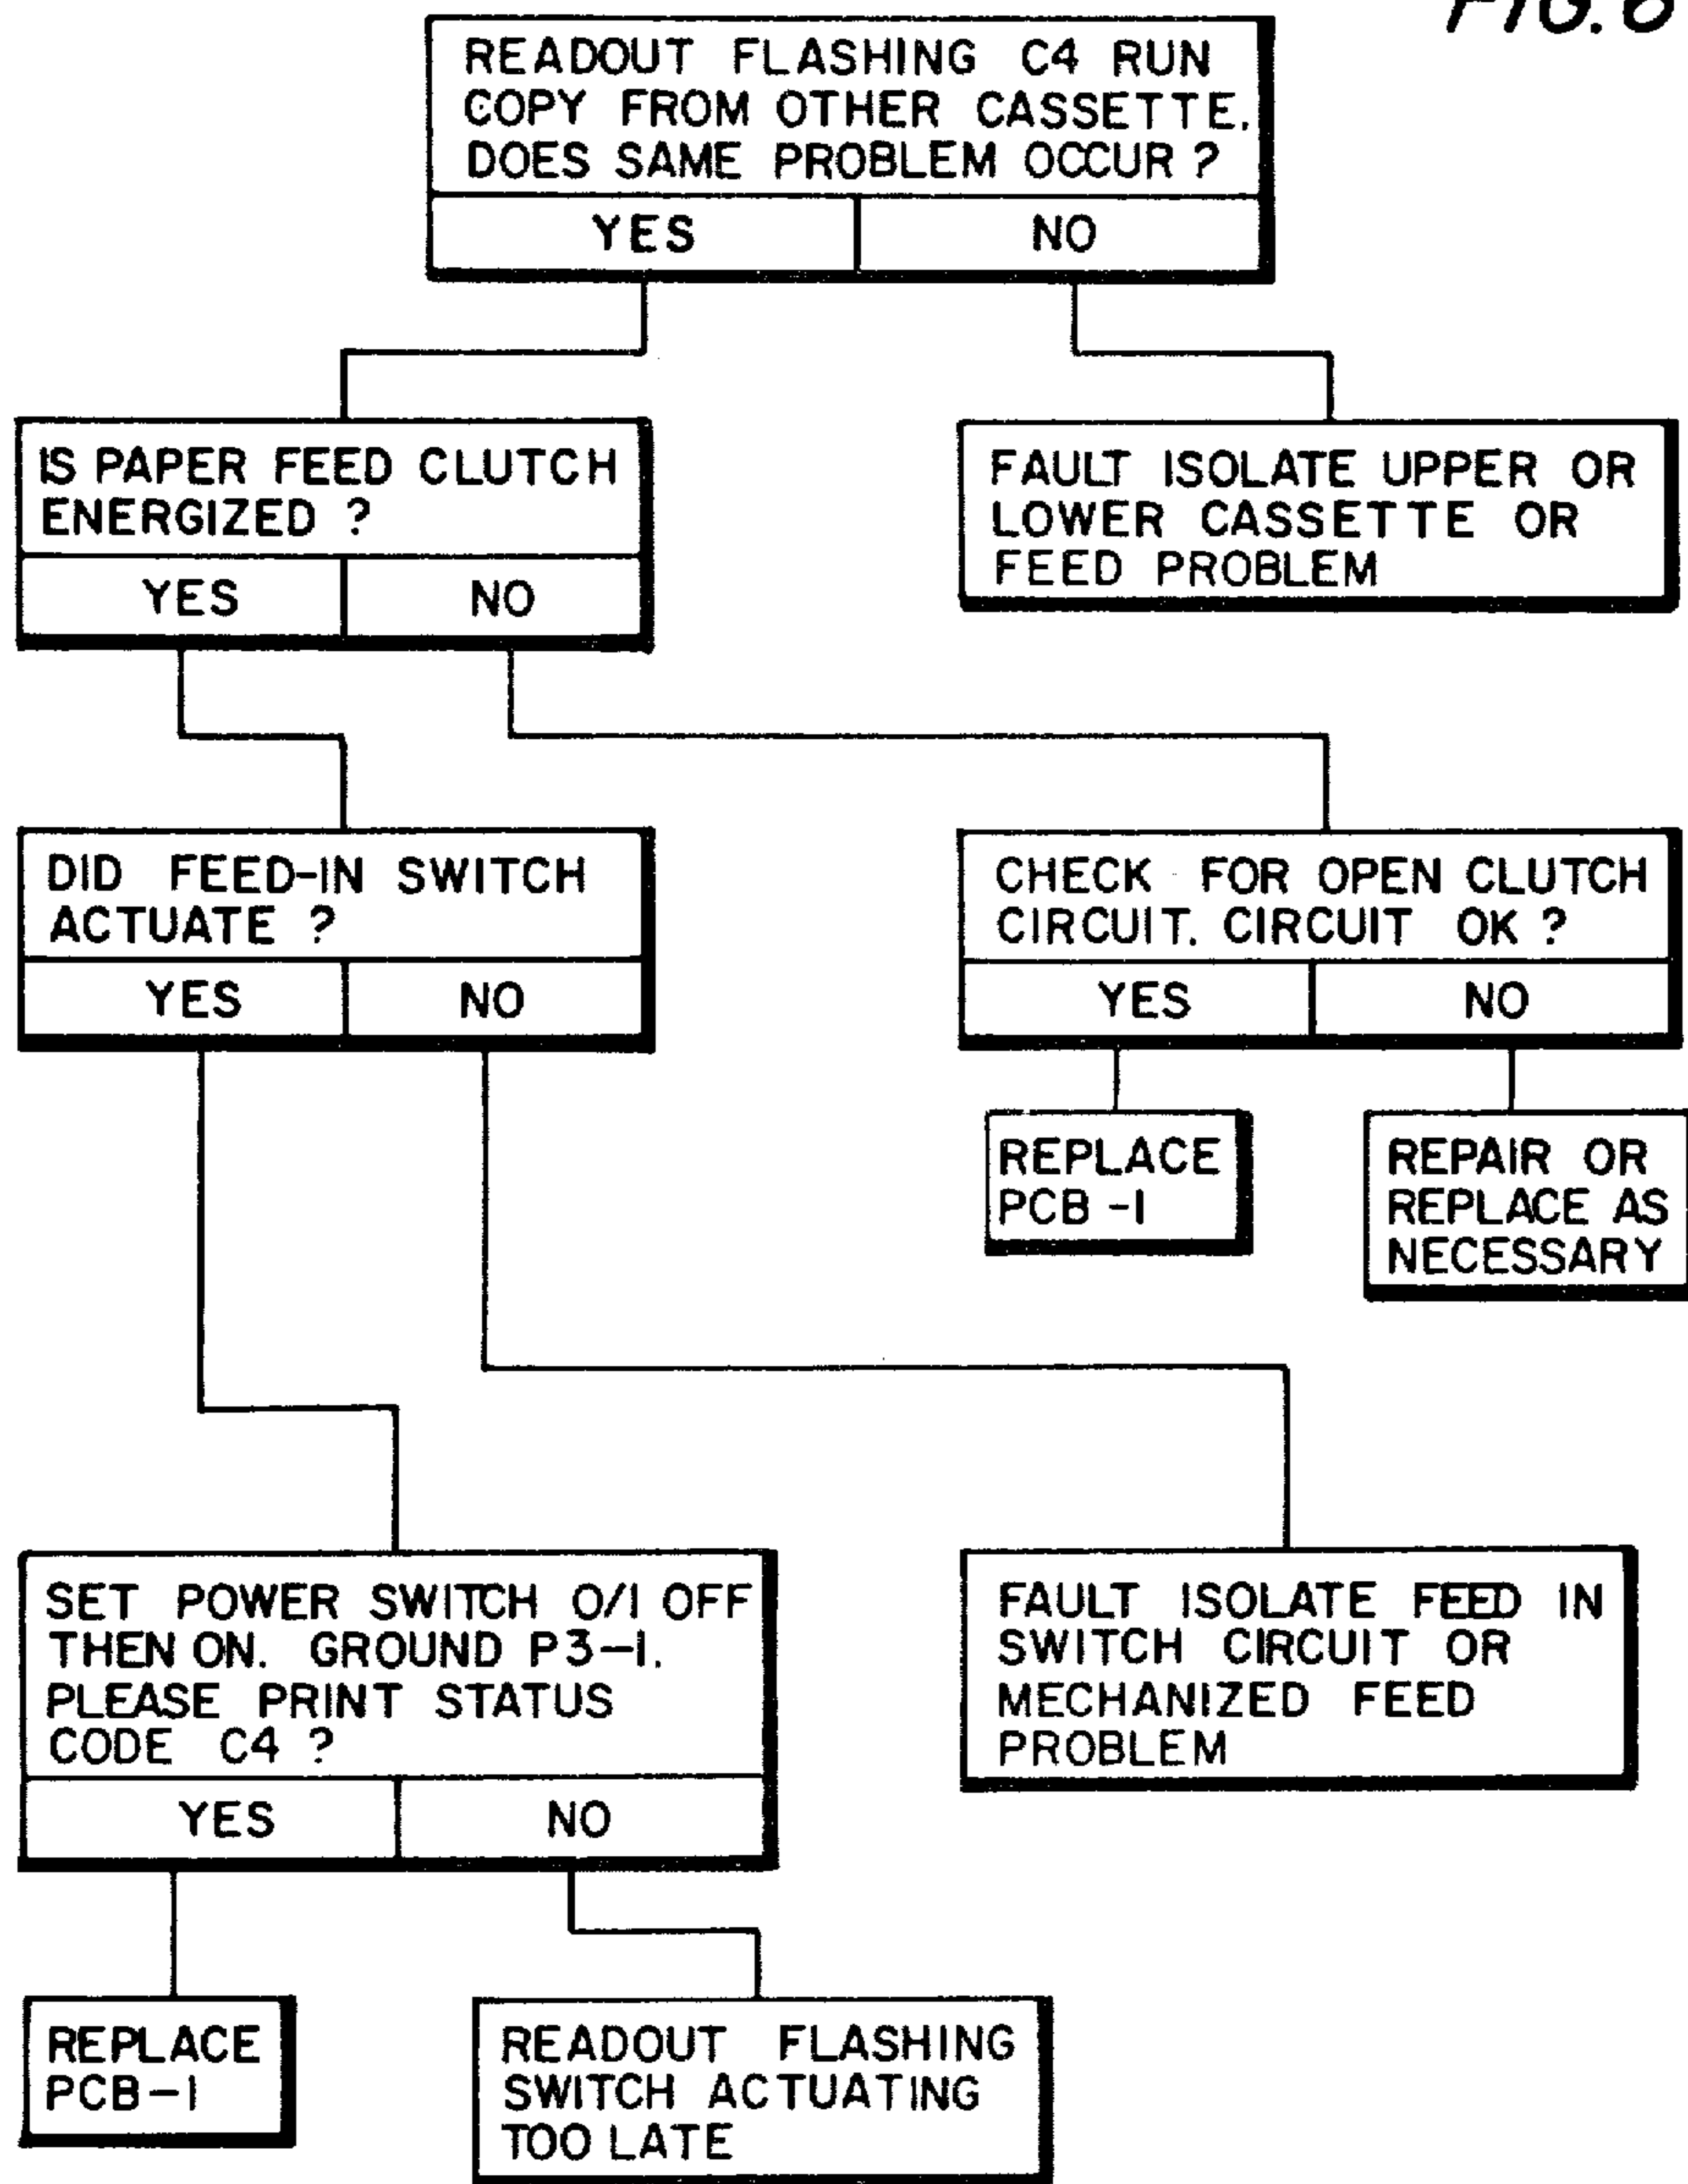 FIG. 6
READOUT FLASHING C4 RUN
COPY FROM OTHER CASSETTE.
DOES SAME PROBLEM OCCUR ?
YES NO
IS PAPER FEED CLUTCH
ENERGIZED ?
YES NO
FAULT ISOLATE UPPER OR
LOWER CASSETTE OR
FEED PROBLEM
DID FEED-IN SWITCH
ACTUATE ?
YES NO
CHECK FOR OPEN CLUTCH
CIRCUIT. CIRCUIT OK ?
YES NO
REPLACE
PCB -1
REPAIR OR
REPLACE AS
NECESSARY
SET POWER SWITCH O/I OFF
THEN ON. GROUND P3-1.
PLEASE PRINT STATUS
CODE C4 ?
YES NO
FAULT ISOLATE FEED IN
SWITCH CIRCUIT OR
MECHANIZED FEED
PROBLEM
REPLACE
PCB-1
READOUT FLASHING
SWITCH ACTUATING
TOO LATE